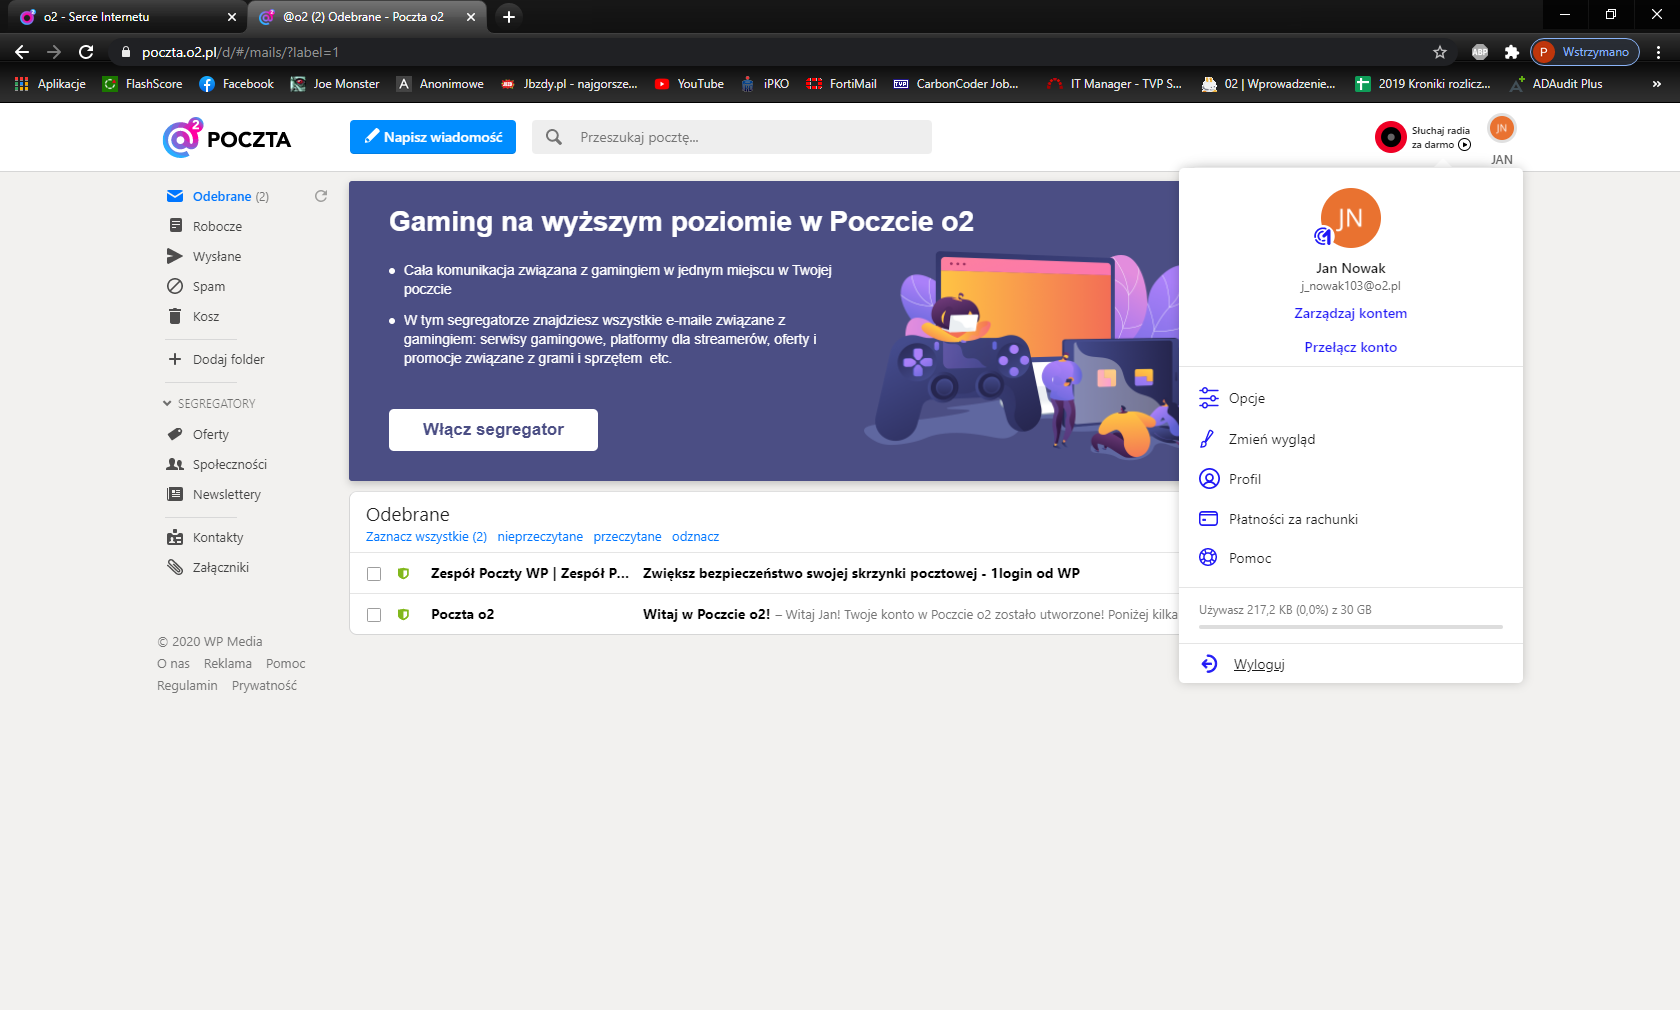 o2 - Serce Internetu
@o2 (2) Odebrane - Poczta o2
poczta.o2.pl/d/#/mails/?label=1
ABP
P Wstrzymano
Aplikacje FlashScore Facebook Joe Monster A Anonimowe Jbzdy.pl - najgorsze... YouTube iPKO FortiMail TVP CarbonCoder Job... IT Manager - TVP S... 02 | Wprowadzenie... 2019 Kroniki rozlicz... ADAudit Plus »
@2 POCZTA
Napisz wiadomość
Przeszukaj pocztę...
Słuchaj radia
za darmo
JN
JAN
Odebrane (2)
Robocze
Wysłane
Spam
Kosz
Dodaj folder
SEGREGATORY
Oferty
Społeczności
Newslettery
Kontakty
Załączniki
© 2020 WP Media
O nas Reklama Pomoc
Regulamin Prywatność
Gaming na wyższym poziomie w Poczcie o2
Cała komunikacja związana z gamingiem w jednym miejscu w Twojej
poczcie
W tym segregatorze znajdziesz wszystkie e-maile związane z
gamingiem: serwisy gamingowe, platformy dla streamerów, oferty i
promocje związane z grami i sprzętem etc.
Włącz segregator
Odebrane
Zaznacz wszystkie (2) nieprzeczytane przeczytane odznacz
Zespół Poczty WP | Zespół P... Zwiększ bezpieczeństwo swojej skrzynki pocztowej - 1login od WP
Poczta o2 Witaj w Poczcie o2! – Witaj Jan! Twoje konto w Poczcie o2 zostało utworzone! Poniżej kilka
JN
Jan Nowak
j_nowak103@o2.pl
Zarządzaj kontem
Przełącz konto
Opcje
Zmień wygląd
Profil
Płatności za rachunki
Pomoc
Używasz 217,2 KB (0,0%) z 30 GB
Wyloguj